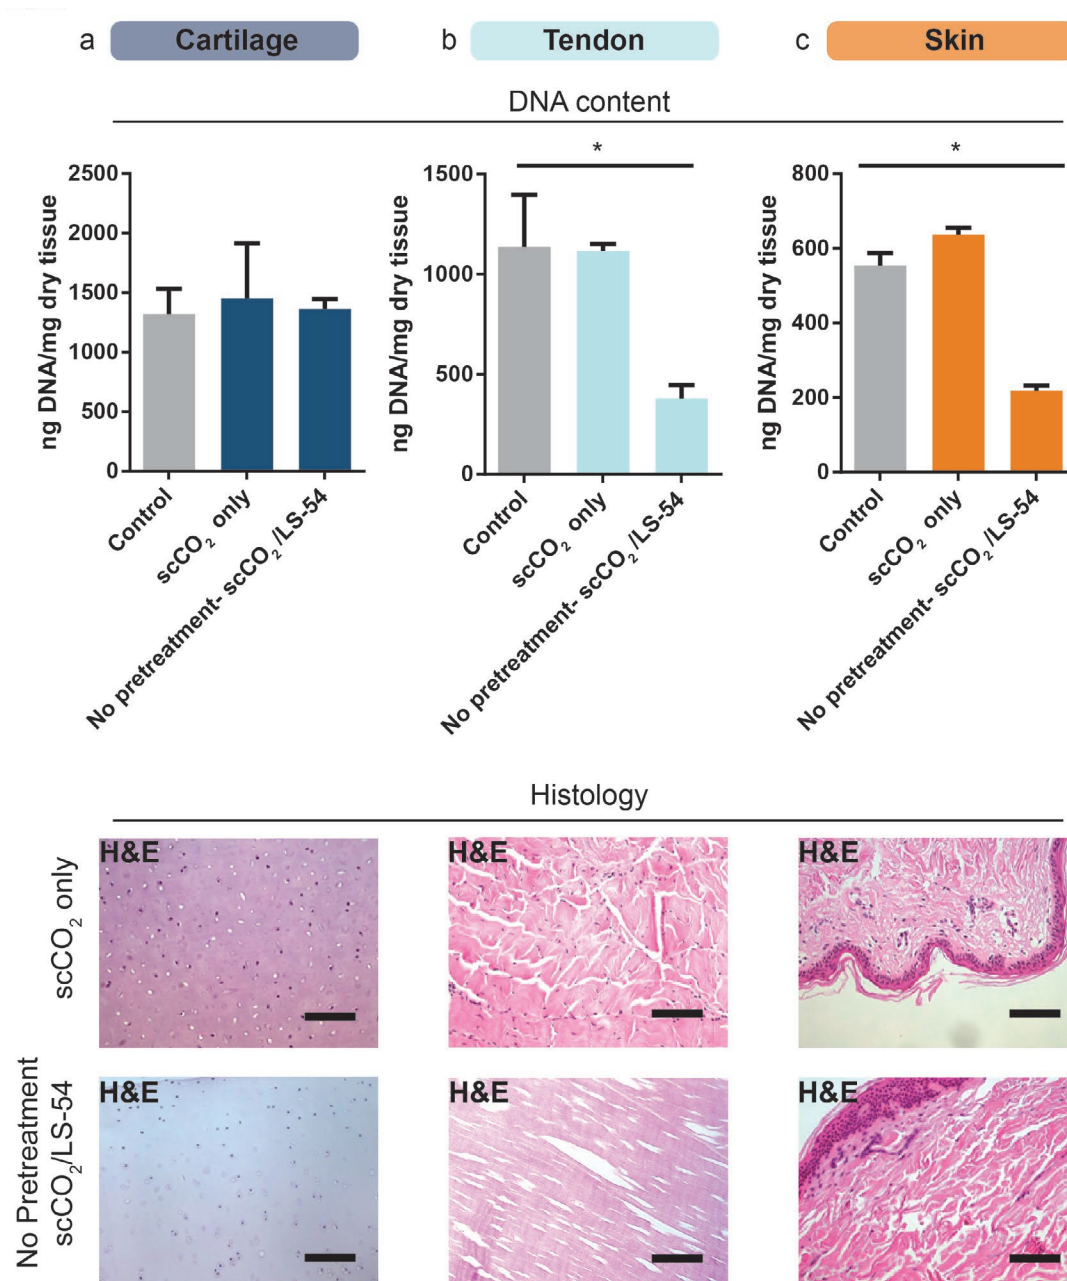 a Cartilage b Tendon c Skin
DNA content
* *
ng DNA/mg dry tissue
2500
2000
1500
1000
500
0
Control
scCO₂ only
No pretreatment- scCO₂/LS-54
ng DNA/mg dry tissue
1500
1000
500
0
Control
scCO₂ only
No pretreatment- scCO₂/LS-54
ng DNA/mg dry tissue
800
600
400
200
0
Control
scCO₂ only
No pretreatment- scCO₂/LS-54
Histology
scCO₂ only
H&E H&E H&E
No Pretreatment
scCO₂/LS-54
H&E H&E H&E